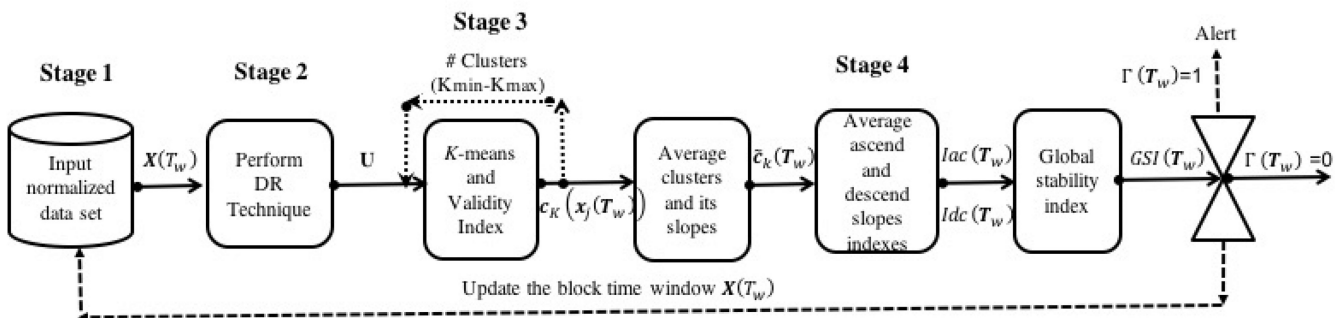 Stage 1
Stage 2
Stage 3
Stage 4
# Clusters
(Kmin-Kmax)
Alert
Γ(T_w)=1
Input
normalized
data set
X(T_w)
Perform
DR
Technique
U
K-means
and
Validity
Index
c_K(x_j(T_w))
Average
clusters
and its
slopes
c̃_k(T_w)
Average
ascend
and
descend
slopes
indexes
Iac(T_w)
Idc(T_w)
Global
stability
index
GSI(T_w)
Γ(T_w) =0
Update the block time window X(T_w)